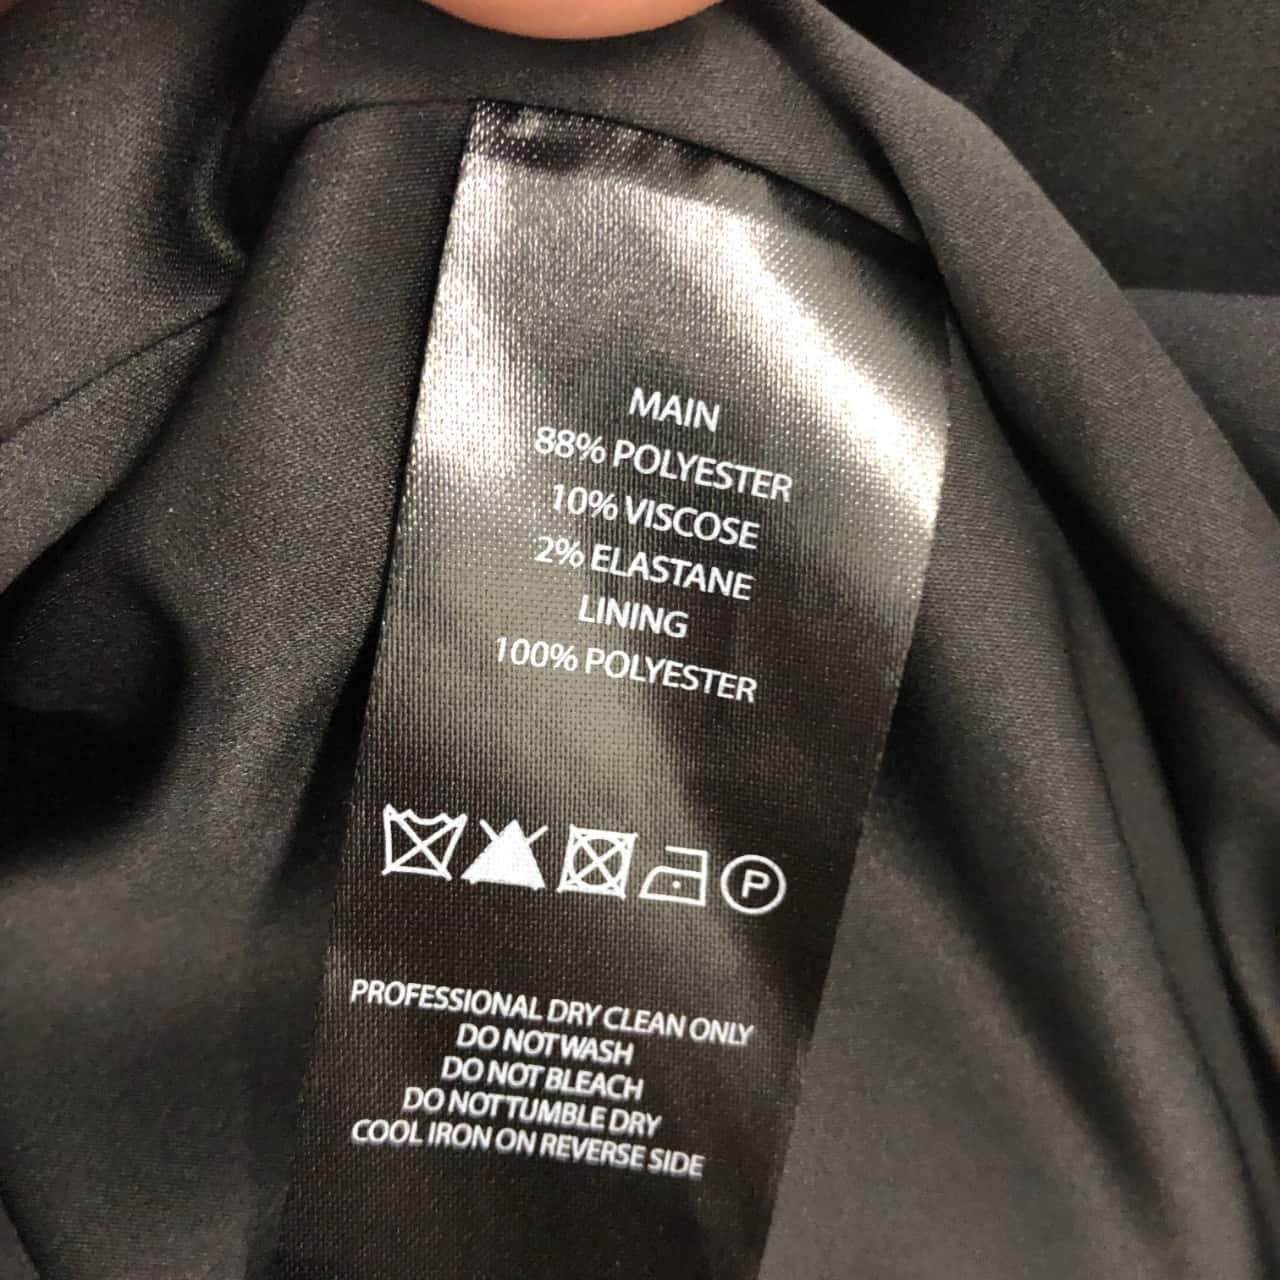 MAIN
88% POLYESTER
10% VISCOSE
2% ELASTANE
LINING
100% POLYESTER
P
PROFESSIONAL DRY CLEAN ONLY
DO NOT WASH
DO NOT BLEACH
DO NOT TUMBLE DRY
COOL IRON ON REVERSE SIDE